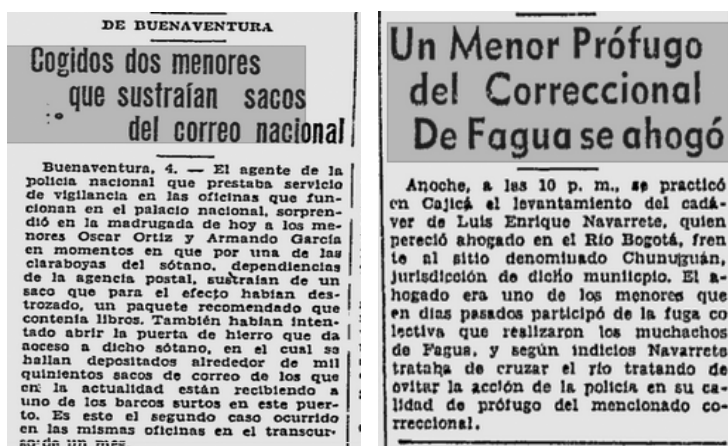 DE BUENAVENTURA
Cogidos dos menores
que sustraían sacos
del correo nacional
Buenaventura, 4. — El agente de la
policía nacional que prestaba servicio
de vigilancia en las oficinas que fun-
cionan en el palacio nacional, sorpren-
dió en la madrugada de hoy a los me-
nores Oscar Ortiz y Armando García
en momentos en que por una de las
claraboyas del sótano, dependiencias
de la agencia postal, sustraían de un
saco que para el efecto habían des-
trozado, un paquete recomendado que
contenía libros. También habían inten-
tado abrir la puerta de hierro que da
acceso a dicho sótano, en el cual se
hallan depositados alrededor de mil
quinientos sacos de correo de los que
en la actualidad están recibiendo a
uno de los barcos surtos en este puer-
to. Es este el segundo caso ocurrido
en las mismas oficinas en el transcur-
so de un mes
Un Menor Prófugo
del Correccional
De Fagua se ahogó
Anoche, a las 10 p. m., se practicó
en Cajicá el levantamiento del cadá-
ver de Luis Enrique Navarrete, quien
pereció ahogado en el Río Bogotá, fren
te al sitio denominado Chunuguán,
jurisdicción de dicho muniicpio. El a-
hogado era uno de los menores que
en días pasados participó de la fuga co
lectiva que realizaron los muchachos
de Fagua, y según indicios Navarrete
trataba de cruzar el río tratando de
evitar la acción de la policía en su ca-
lidad de prófugo del mencionado co-
rreccional.